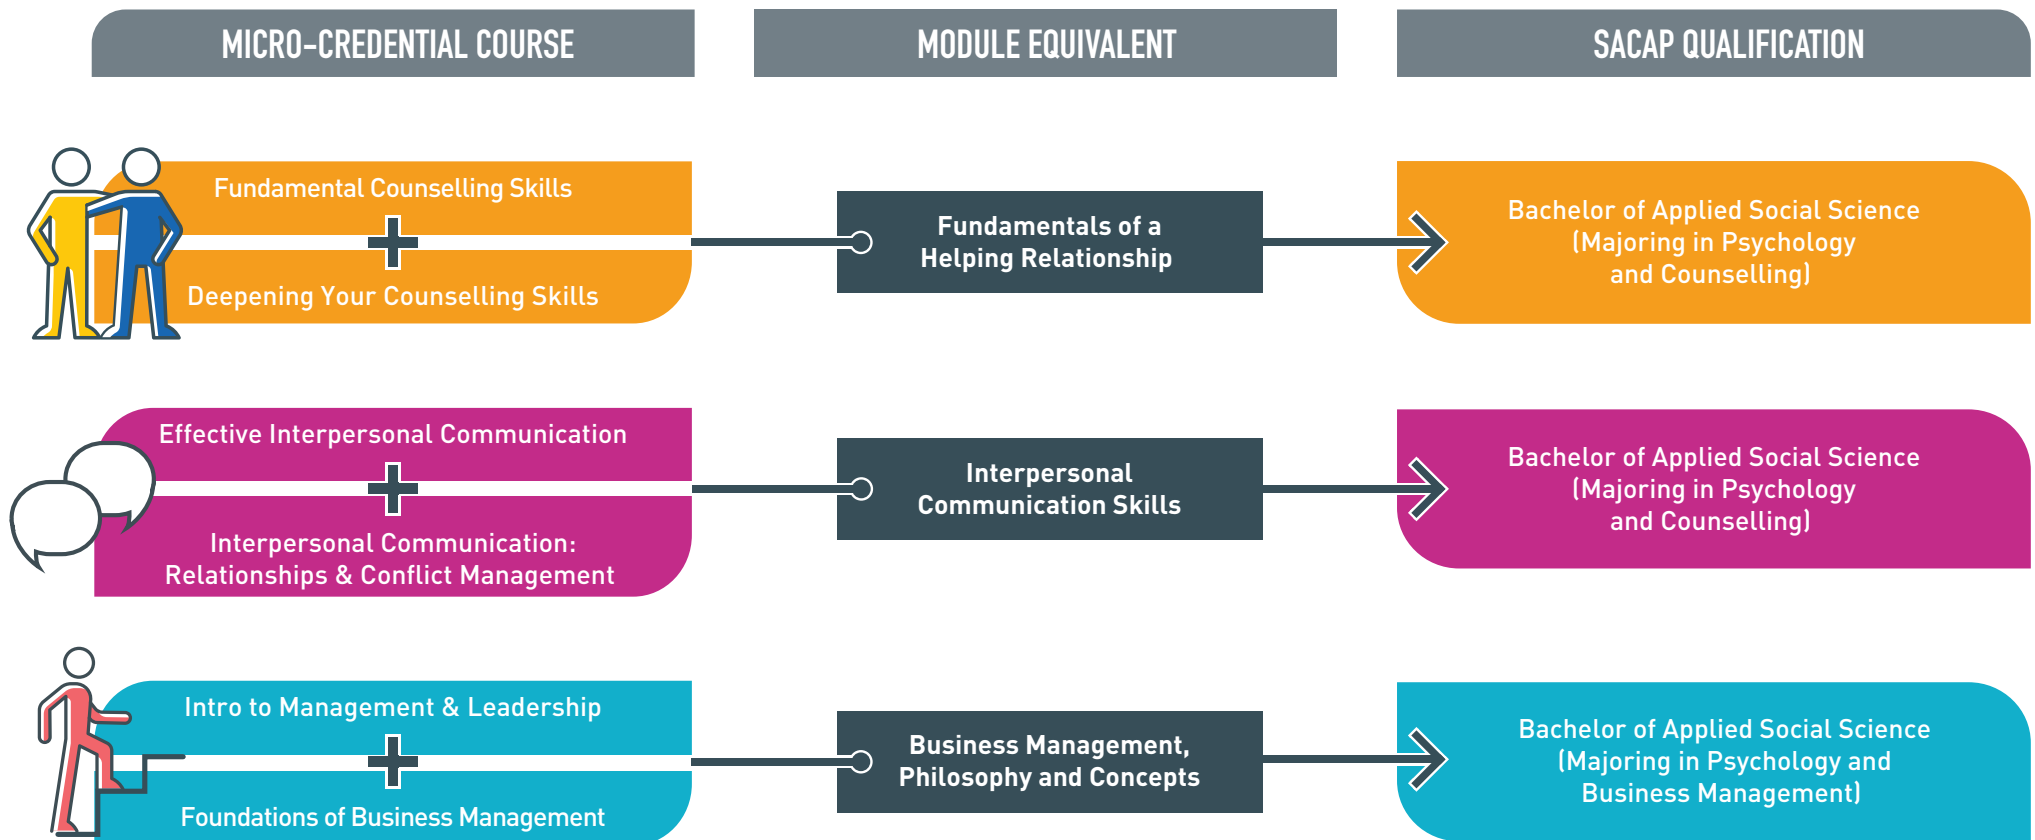 MICRO-CREDENTIAL COURSE
MODULE EQUIVALENT
SACAP QUALIFICATION
Fundamental Counselling Skills
Deepening Your Counselling Skills
Fundamentals of a
Helping Relationship
Bachelor of Applied Social Science
(Majoring in Psychology
and Counselling)
Effective Interpersonal Communication
Interpersonal Communication:
Relationships & Conflict Management
Interpersonal
Communication Skills
Bachelor of Applied Social Science
(Majoring in Psychology
and Counselling)
Intro to Management & Leadership
Foundations of Business Management
Business Management,
Philosophy and Concepts
Bachelor of Applied Social Science
(Majoring in Psychology and
Business Management)